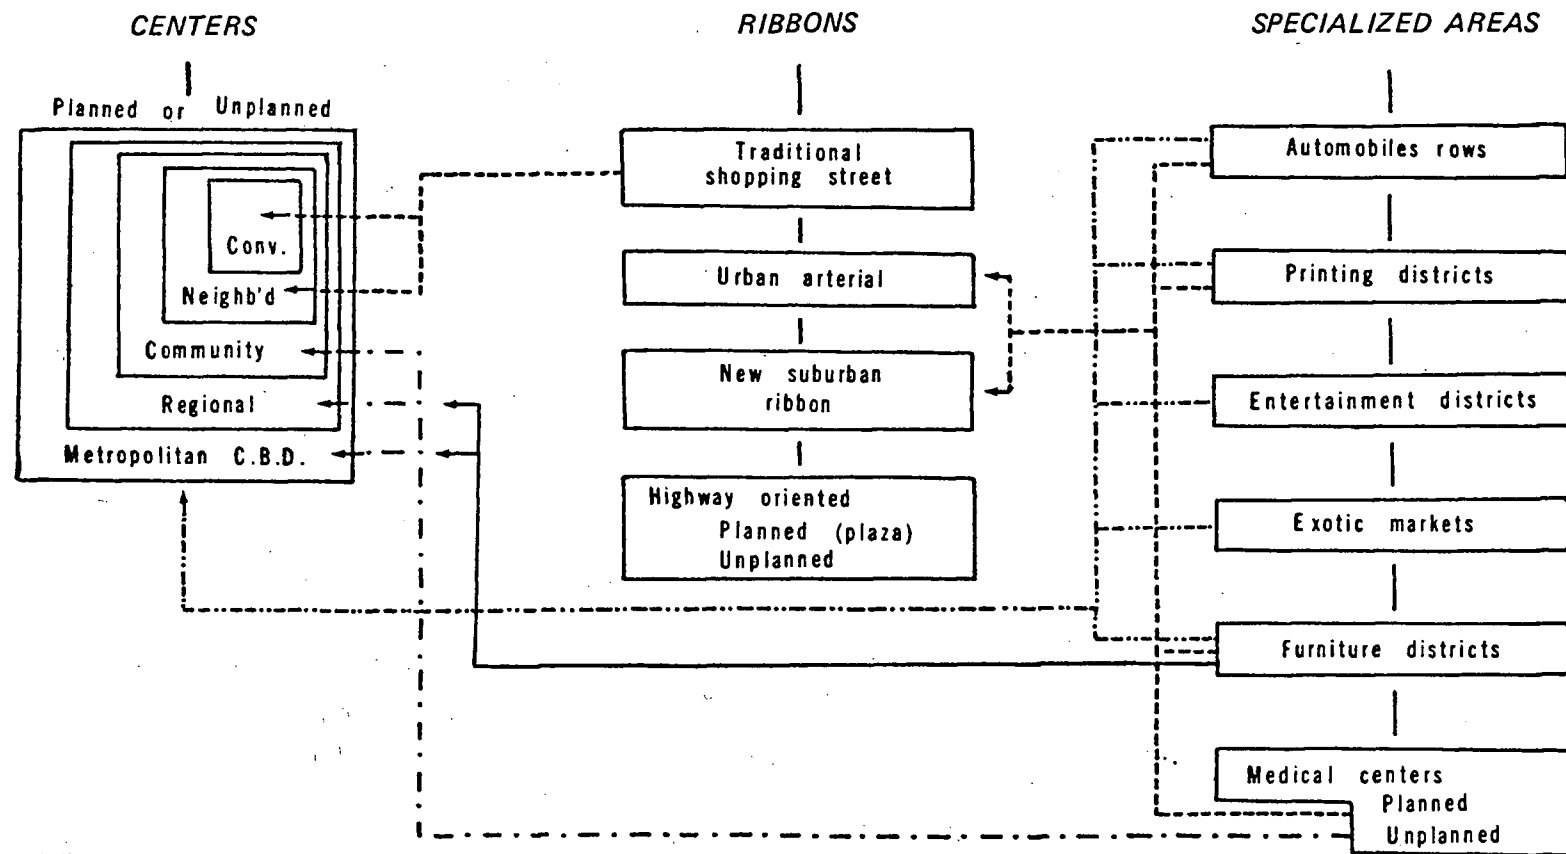 CENTERS
Planned or Unplanned
Conv.
Neighb'd
Community
Regional
Metropolitan C.B.D.
RIBBONS
Traditional
shopping street
Urban arterial
New suburban
ribbon
Highway oriented
Planned (plaza)
Unplanned
SPECIALIZED AREAS
Automobiles rows
Printing districts
Entertainment districts
Exotic markets
Furniture districts
Medical centers
Planned
Unplanned